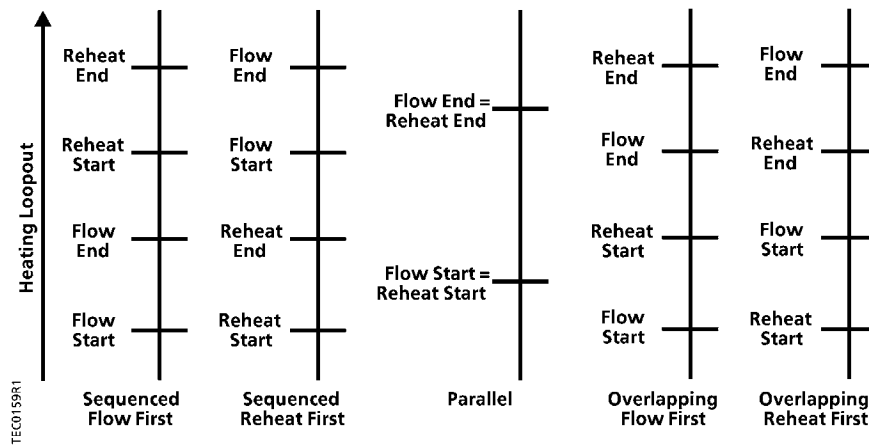 Heating Loopout
Reheat
End
Reheat
Start
Flow
End
Flow
Start
Sequenced
Flow First
Flow
End
Flow
Start
Reheat
End
Reheat
Start
Sequenced
Reheat First
Flow End =
Reheat End
Flow Start =
Reheat Start
Parallel
Reheat
End
Flow
End
Reheat
Start
Flow
Start
Overlapping
Flow First
Flow
End
Reheat
End
Flow
Start
Reheat
Start
Overlapping
Reheat First
TEC0159R1